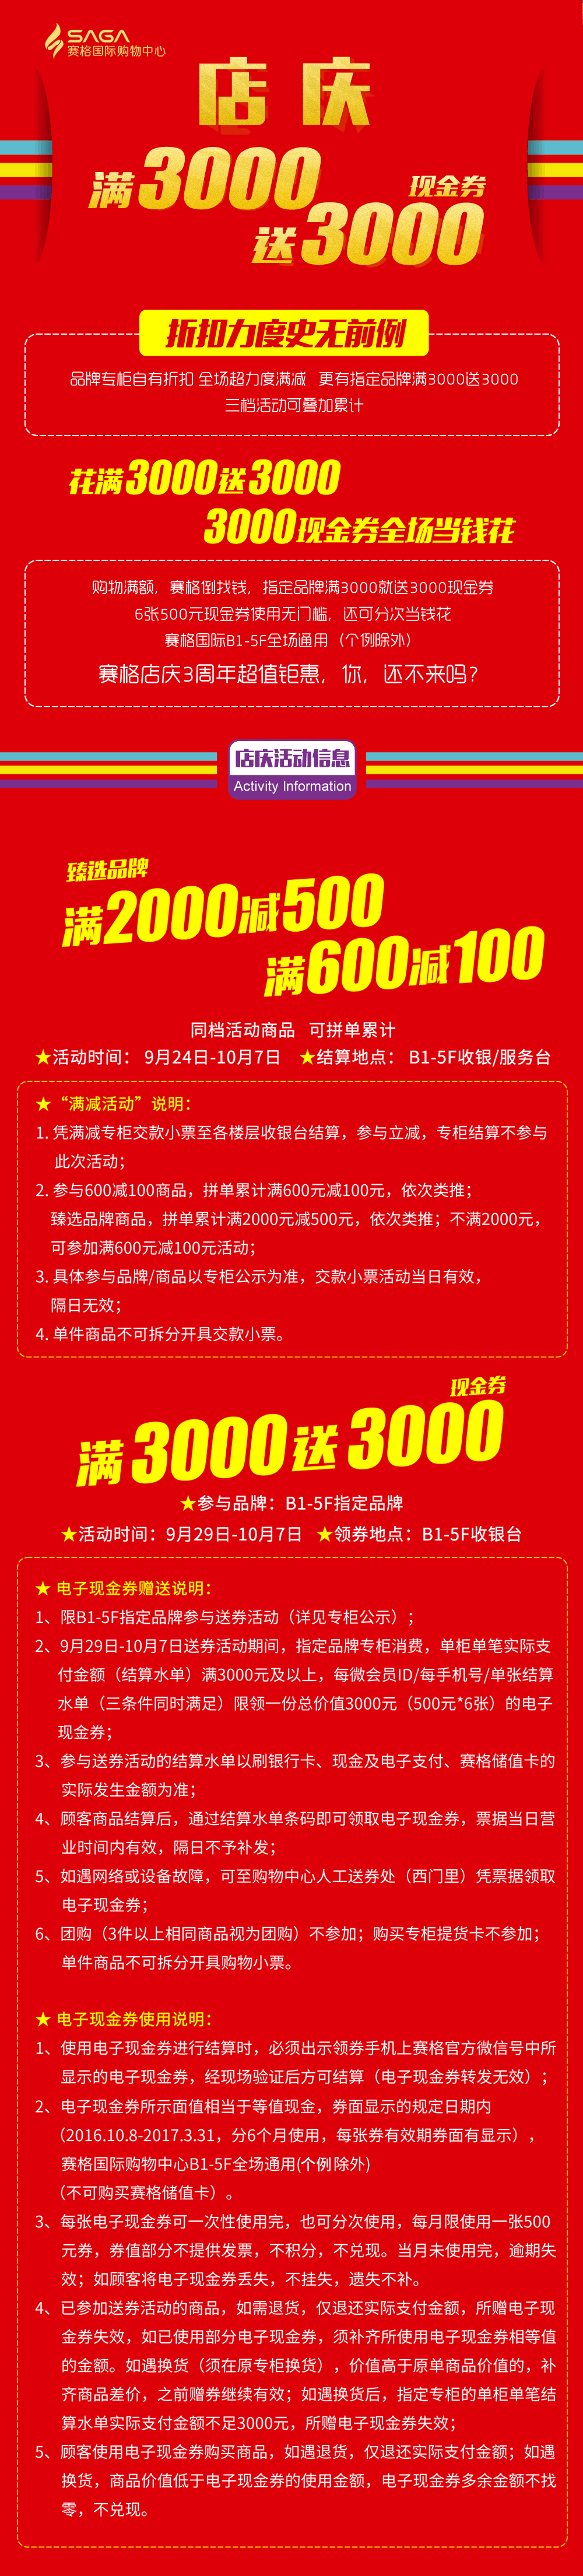 SAGA
赛格国际购物中心
店庆
满3000
现金券
送3000
折扣力度史无前例
品牌专柜自有折扣 全场超力度满减 更有指定品牌满3000送3000
三档活动可叠加累计
花满3000送3000
3000现金券全场当钱花
购物满额，赛格倒找钱，指定品牌满3000就送3000现金券
6张500元现金券使用无门槛，还可分次当钱花
赛格国际B1-5F全场通用（个例除外）
赛格店庆3周年超值钜惠，你，还不来吗？
店庆活动信息
Activity Information
臻选品牌
满2000减500
满600减100
同档活动商品 可拼单累计
★活动时间： 9月24日-10月7日 ★结算地点： B1-5F收银/服务台
★“满减活动”说明：
1. 凭满减专柜交款小票至各楼层收银台结算，参与立减，专柜结算不参与
此次活动；
2. 参与600减100商品，拼单累计满600元减100元，依次类推；
臻选品牌商品，拼单累计满2000元减500元，依次类推；不满2000元，
可参加满600元减100元活动；
3. 具体参与品牌/商品以专柜公示为准，交款小票活动当日有效，
隔日无效；
4. 单件商品不可拆分开具交款小票。
现金券
满3000送3000
★参与品牌：B1-5F指定品牌
★活动时间：9月29日-10月7日 ★领券地点：B1-5F收银台
★ 电子现金券赠送说明：
1、限B1-5F指定品牌参与送券活动（详见专柜公示）；
2、9月29日-10月7日送券活动期间，指定品牌专柜消费，单柜单笔实际支
付金额（结算水单）满3000元及以上，每微会员ID/每手机号/单张结算
水单（三条件同时满足）限领一份总价值3000元（500元*6张）的电子
现金券；
3、参与送券活动的结算水单以刷银行卡、现金及电子支付、赛格储值卡的
实际发生金额为准；
4、顾客商品结算后，通过结算水单条码即可领取电子现金券，票据当日营
业时间内有效，隔日不予补发；
5、如遇网络或设备故障，可至购物中心人工送券处（西门里）凭票据领取
电子现金券；
6、团购（3件以上相同商品视为团购）不参加；购买专柜提货卡不参加；
单件商品不可拆分开具购物小票。
★ 电子现金券使用说明：
1、使用电子现金券进行结算时，必须出示领券手机上赛格官方微信号中所
显示的电子现金券，经现场验证后方可结算（电子现金券转发无效）；
2、电子现金券所示面值相当于等值现金，券面显示的规定日期内
（2016.10.8-2017.3.31，分6个月使用，每张券有效期券面有显示），
赛格国际购物中心B1-5F全场通用(个例除外)
（不可购买赛格储值卡）。
3、每张电子现金券可一次性使用完，也可分次使用，每月限使用一张500
元券，券值部分不提供发票，不积分，不兑现。当月未使用完，逾期失
效；如顾客将电子现金券丢失，不挂失，遗失不补。
4、已参加送券活动的商品，如需退货，仅退还实际支付金额，所赠电子现
金券失效，如已使用部分电子现金券，须补齐所使用电子现金券相等值
的金额。如遇换货（须在原专柜换货），价值高于原单商品价值的，补
齐商品差价，之前赠券继续有效；如遇换货后，指定专柜的单柜单笔结
算水单实际支付金额不足3000元，所赠电子现金券失效；
5、顾客使用电子现金券购买商品，如遇退货，仅退还实际支付金额；如遇
换货，商品价值低于电子现金券的使用金额，电子现金券多余金额不找
零，不兑现。